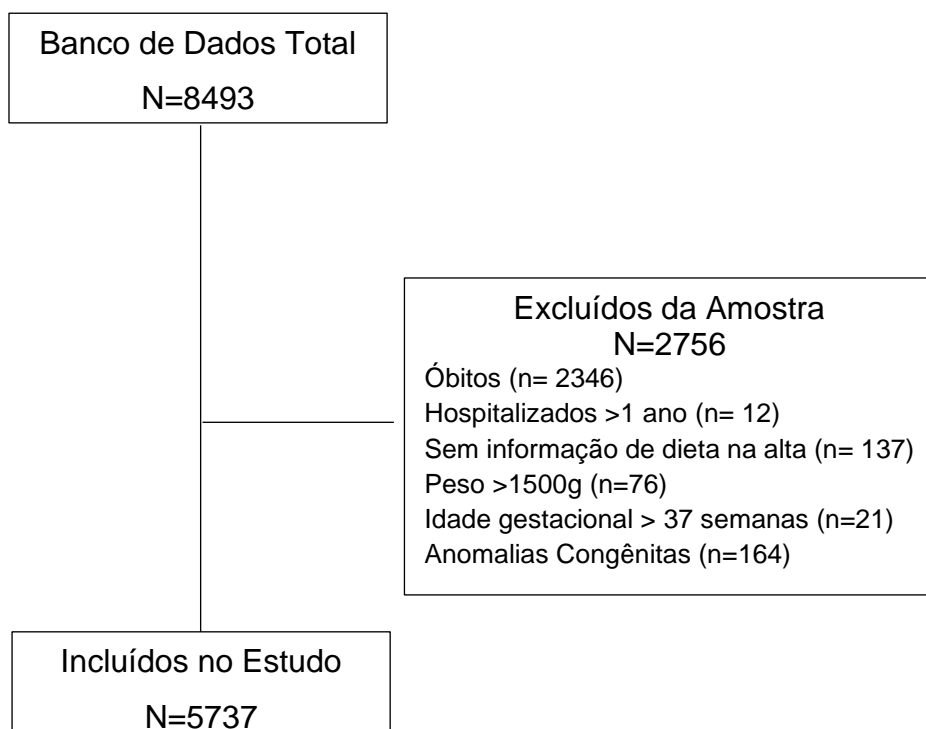 Banco de Dados Total
N=8493
Excluídos da Amostra
N=2756
Óbitos (n= 2346)
Hospitalizados >1 ano (n= 12)
Sem informação de dieta na alta (n= 137)
Peso >1500g (n=76)
Idade gestacional > 37 semanas (n=21)
Anomalias Congênitas (n=164)
Incluídos no Estudo
N=5737